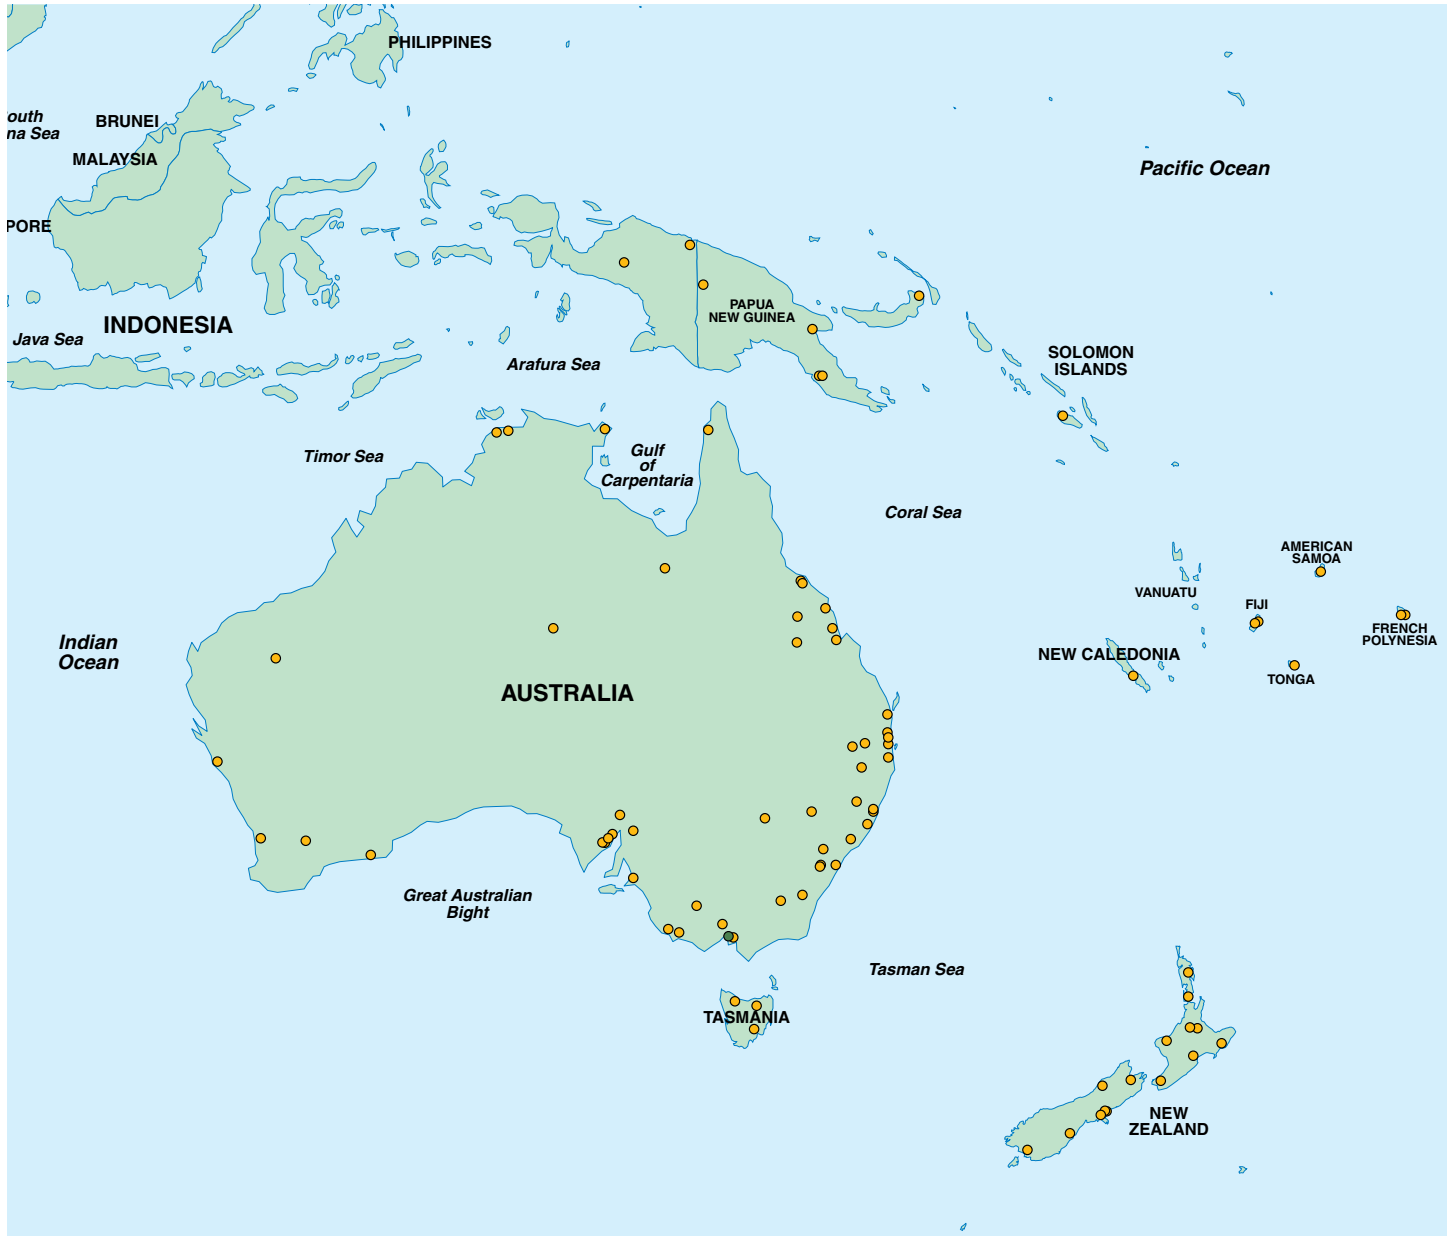 PHILIPPINES
outh
na Sea
BRUNEI
MALAYSIA
Pacific Ocean
PORE
PAPUA
NEW GUINEA
INDONESIA
Java Sea
Arafura Sea
SOLOMON
ISLANDS
Timor Sea
Gulf
of
Carpentaria
Coral Sea
AMERICAN
SAMOA
VANUATU
FIJI
Indian
Ocean
FRENCH
POLYNESIA
NEW CALEDONIA
TONGA
AUSTRALIA
Great Australian
Bight
Tasman Sea
TASMANIA
NEW
ZEALAND